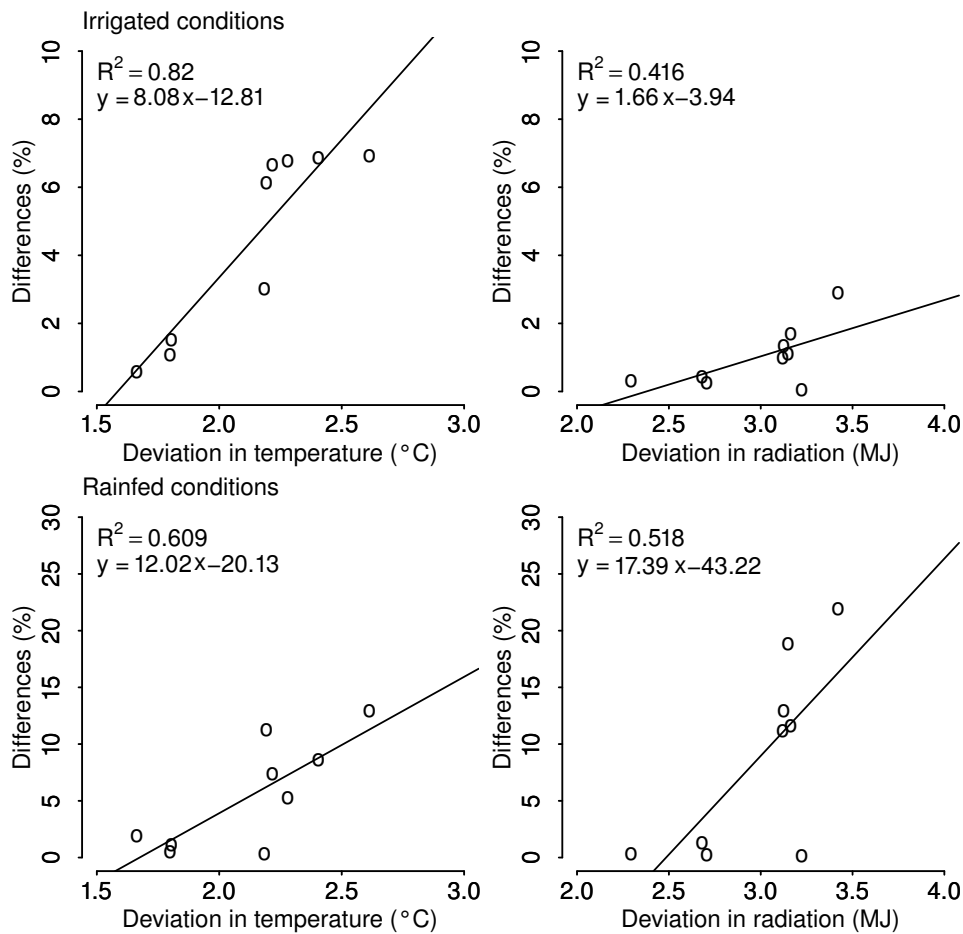 Irrigated conditions
R² = 0.82
y = 8.08x−12.81
Differences (%)
0
2
4
6
8
10
1.5 2.0 2.5 3.0
Deviation in temperature (°C)
R² = 0.416
y = 1.66 x−3.94
Differences (%)
0
2
4
6
8
10
2.0 2.5 3.0 3.5 4.0
Deviation in radiation (MJ)
Rainfed conditions
R² = 0.609
y = 12.02x−20.13
Differences (%)
0
5
10
15
20
25
30
1.5 2.0 2.5 3.0
Deviation in temperature (°C)
R² = 0.518
y = 17.39 x−43.22
Differences (%)
0
5
10
15
20
25
30
2.0 2.5 3.0 3.5 4.0
Deviation in radiation (MJ)